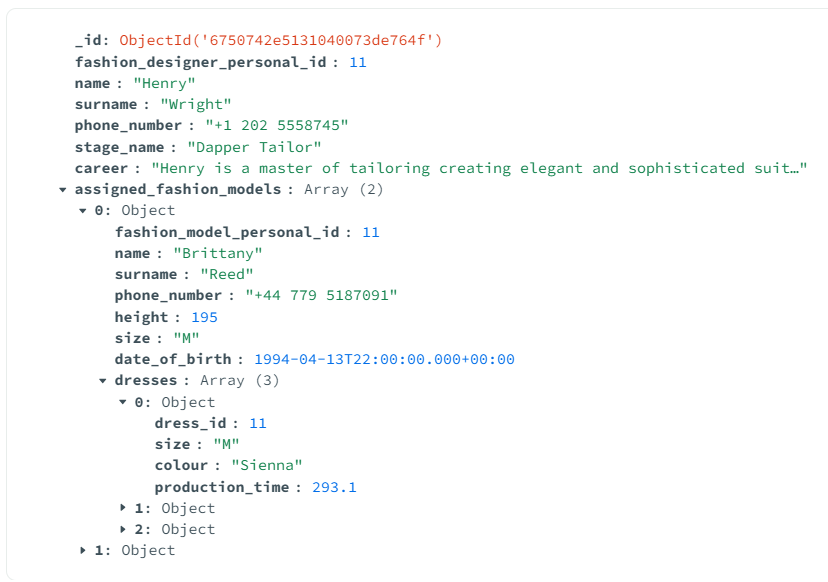 _id: ObjectId('6750742e5131040073de764f')
fashion_designer_personal_id : 11
name : "Henry"
surname : "Wright"
phone_number : "+1 202 5558745"
stage_name : "Dapper Tailor"
career : "Henry is a master of tailoring creating elegant and sophisticated suit…"
assigned_fashion_models : Array (2)
0: Object
fashion_model_personal_id : 11
name : "Brittany"
surname : "Reed"
phone_number : "+44 779 5187091"
height : 195
size : "M"
date_of_birth : 1994-04-13T22:00:00.000+00:00
dresses : Array (3)
0: Object
dress_id : 11
size : "M"
colour : "Sienna"
production_time : 293.1
1: Object
2: Object
1: Object